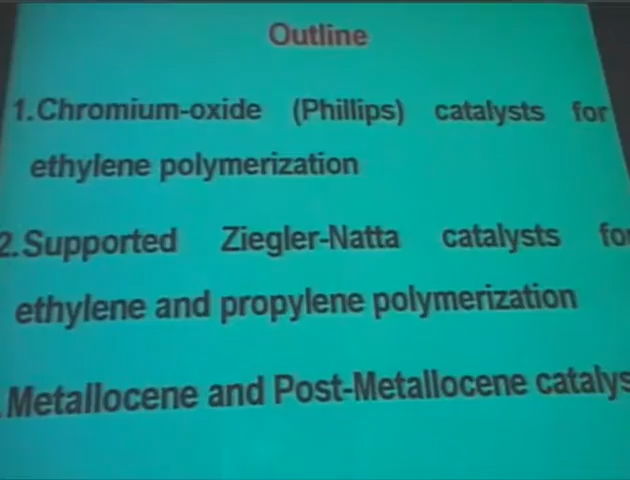 Outline
1.Chromium-oxide (Phillips) catalysts for
ethylene polymerization
2.Supported Ziegler-Natta catalysts for
ethylene and propylene polymerization
.Metallocene and Post-Metallocene catalys